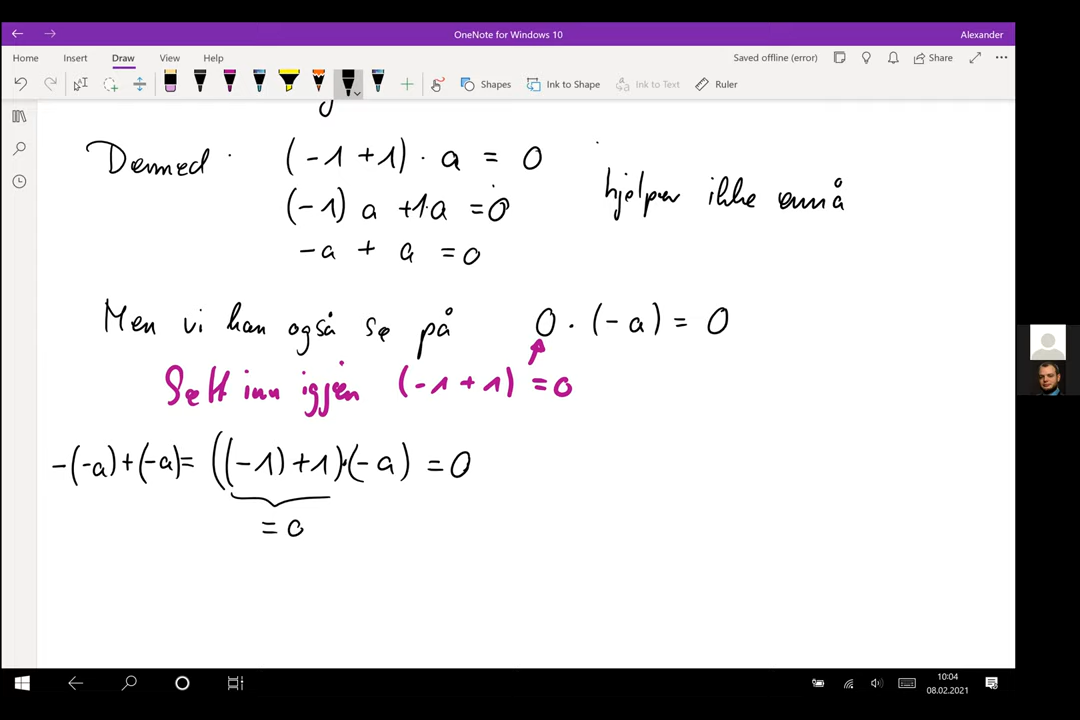 OneNote for Windows 10
Alexander
Home Insert Draw View Help
Saved offline (error)
Share
Shapes Ink to Shape Ink to Text Ruler
Dermed : (-1+1)·a = 0
(-1) a +1·a = 0
hjelper ikke ennå
-a + a = 0
Men vi kan også se på 0·(-a) = 0
Sett inn igjen (-1+1) = 0
-(-a)+(-a) = ((-1)+1)·(-a) = 0
= 0
10:04
08.02.2021